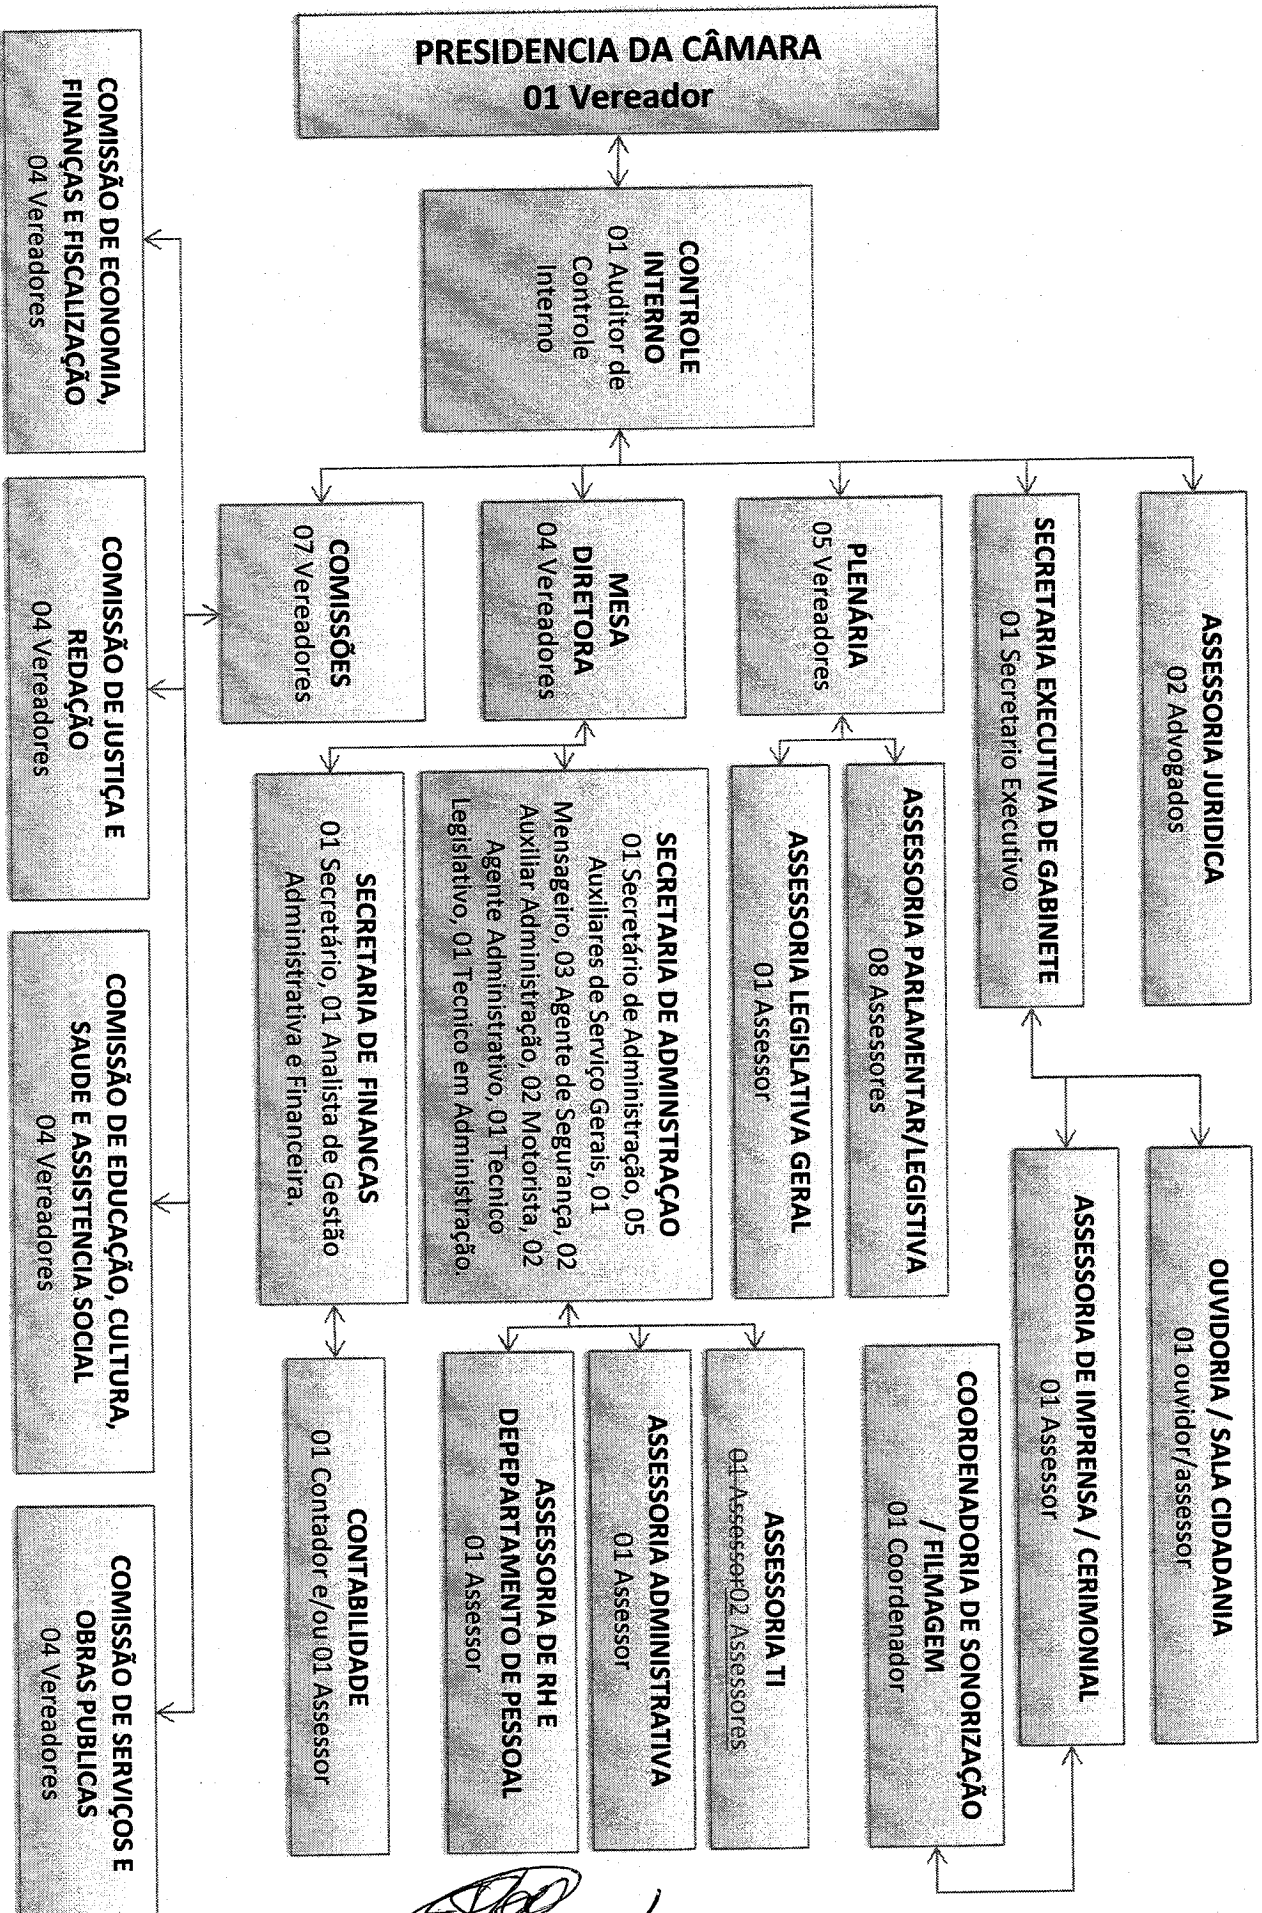 PRESIDENCIA DA CÂMARA
01 Vereador
CONTROLE
INTERNO
01 Auditor de
Controle
Interno
ASSESSORIA JURIDICA
02 Advogados
SECRETARIA EXECUTIVA DE GABINETE
01 Secretario Executivo
PLENÁRIA
05 Vereadores
MESA
DIRETORA
04 Vereadores
COMISSÕES
07 Vereadores
OUVIDORIA / SALA CIDADANIA
01 ouvidor/assessor
ASSESSORIA DE IMPRENSA / CERIMONIAL
01 Assessor
COORDENADORIA DE SONORIZAÇÃO
/ FILMAGEM
01 Coordenador
ASSESSORIA PARLAMENTAR/LEGISTIVA
08 Assessores
ASSESSORIA LEGISLATIVA GERAL
01 Assessor
SECRETARIA DE ADMINSTRAÇAO
01 Secretário de Administração, 05
Auxiliares de Serviço Gerais, 01
Mensageiro, 03 Agente de Segurança, 02
Auxiliar Administração, 02 Motorista, 02
Agente Administrativo, 01 Tecnico
Legislativo, 01 Tecnico em Administração.
SECRETARIA DE FINANCAS
01 Secretário, 01 Analista de Gestão
Administrativa e Financeira.
ASSESSORIA TI
01 Assessor02 Assessores
ASSESSORIA ADMINISTRATIVA
01 Assessor
ASSESSORIA DE RH E
DEPEPARTAMENTO DE PESSOAL
01 Assessor
CONTABILIDADE
01 Contador e/ou 01 Assessor
COMISSÃO DE ECONOMIA,
FINANÇAS E FISCALIZAÇÃO
04 Vereadores
COMISSÃO DE JUSTIÇA E
REDAÇÃO
04 Vereadores
COMISSÃO DE EDUCAÇÃO, CULTURA,
SAUDE E ASSISTENCIA SOCIAL
04 Vereadores
COMISSÃO DE SERVIÇOS E
OBRAS PUBLICAS
04 Vereadores